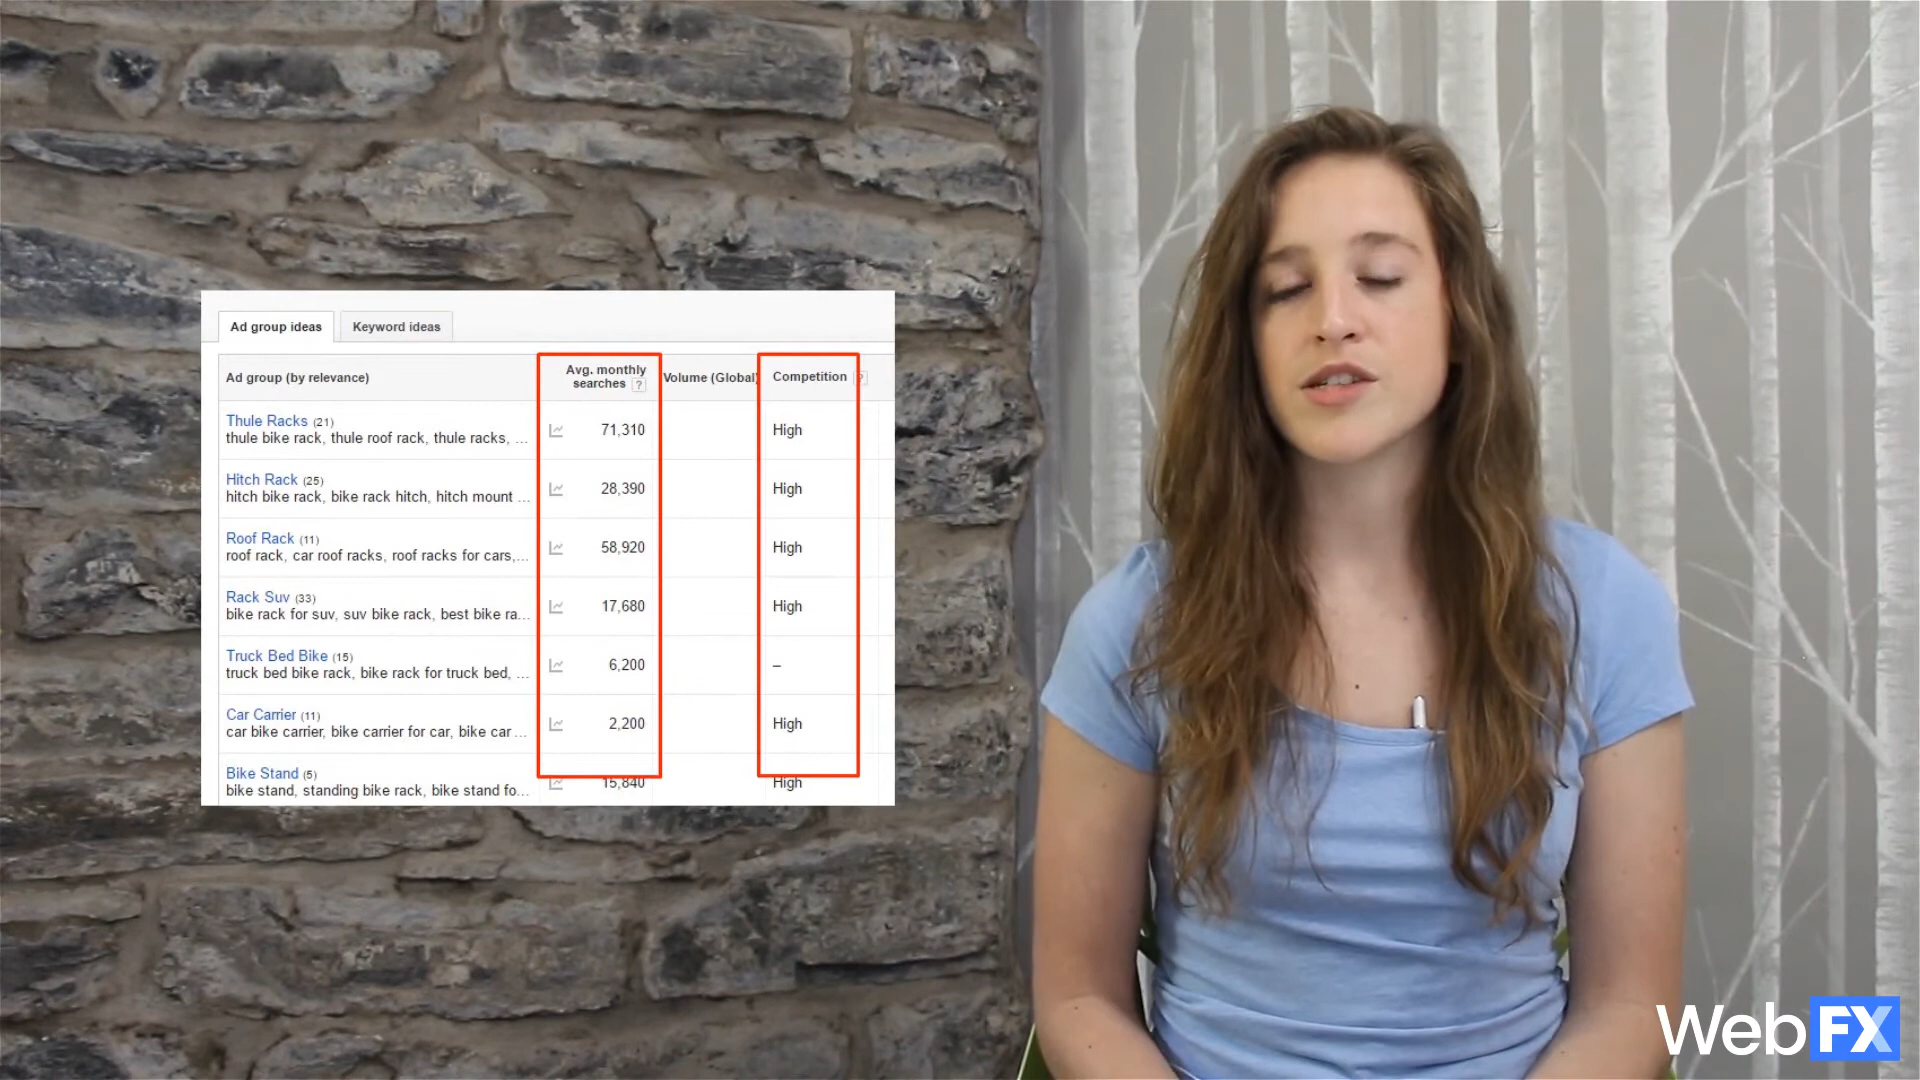 Ad group ideas
Keyword ideas
Ad group (by relevance)
Avg. monthly
searches ?
Volume (Global)
Competition ?
Thule Racks (21)
thule bike rack, thule roof rack, thule racks, ...
71,310
High
Hitch Rack (25)
hitch bike rack, bike rack hitch, hitch mount ...
28,390
High
Roof Rack (11)
roof rack, car roof racks, roof racks for cars,...
58,920
High
Rack Suv (33)
bike rack for suv, suv bike rack, best bike ra...
17,680
High
Truck Bed Bike (15)
truck bed bike rack, bike rack for truck bed, ...
6,200
–
Car Carrier (11)
car bike carrier, bike carrier for car, bike car ...
2,200
High
Bike Stand (5)
bike stand, standing bike rack, bike stand fo...
15,840
High
WebFX